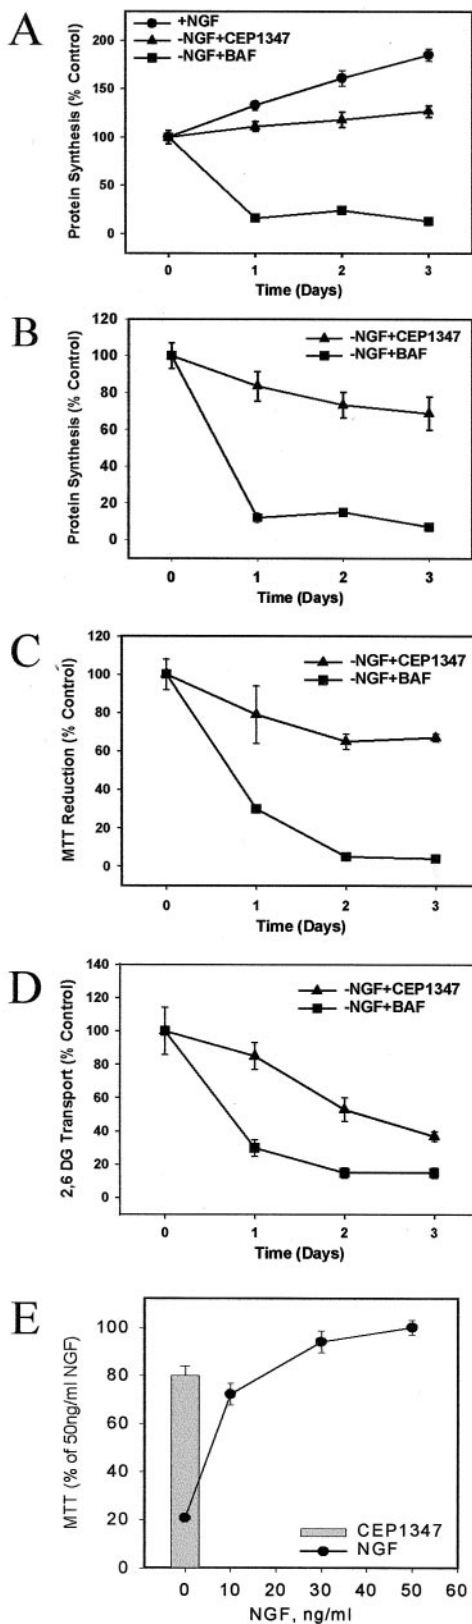 A
+NGF
-NGF+CEP1347
-NGF+BAF
Protein Synthesis (% Control)
200
150
100
50
0
0 1 2 3
Time (Days)
B
-NGF+CEP1347
-NGF+BAF
Protein Synthesis (% Control)
120
100
80
60
40
20
0
0 1 2 3
Time (Days)
C
-NGF+CEP1347
-NGF+BAF
MTT Reduction (% Control)
120
100
80
60
40
20
0
0 1 2 3
Time (Days)
D
-NGF+CEP1347
-NGF+BAF
2,6 DG Transport (% Control)
140
120
100
80
60
40
20
0
0 1 2 3
Time (Days)
E
MTT (% of 50ng/ml NGF)
100
80
60
40
20
0
CEP1347
NGF
0 10 20 30 40 50 60
NGF, ng/ml